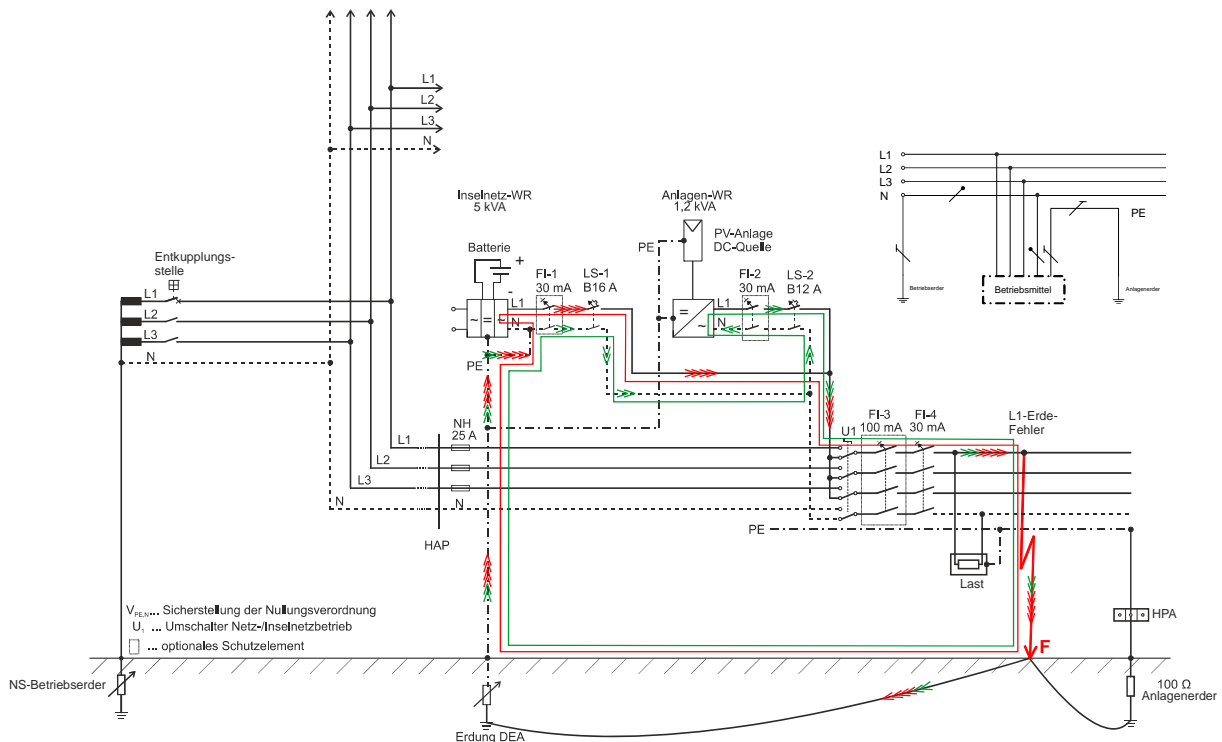 L1
L2
L3
N
L1
L2
L3
N
PE
Betriebserder
Betriebsmittel
Anlagenerder
Inselnetz-WR
5 kVA
Anlagen-WR
1,2 kVA
PE
PV-Anlage
DC-Quelle
Batterie
+
-
FI-1
30 mA
LS-1
B16 A
FI-2
30 mA
LS-2
B12 A
Entkupplungs-
stelle
L1
L2
L3
N
~ = ~
L1
N
PE
=
~
L1
N
NH
25 A
L1
L2
L3
N
N
HAP
U1
FI-3
100 mA
FI-4
30 mA
L1-Erde-
Fehler
PE
Last
HPA
V PE,N ... Sicherstellung der Nullungsverordnung
U1 ... Umschalter Netz-/Inselnetzbetrieb
... optionales Schutzelement
F
NS-Betriebserder
Erdung DEA
100 Ω
Anlagenerder